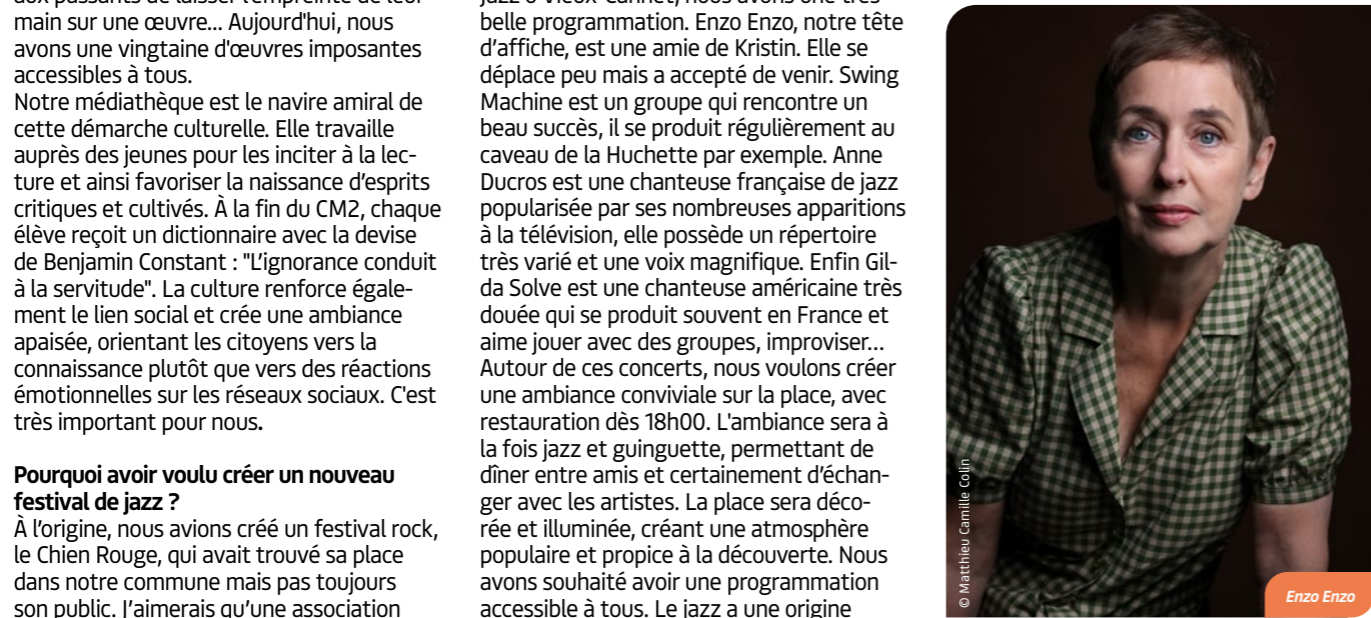 aux passants de laisser l'empreinte de leur
main sur une œuvre... Aujourd'hui, nous
avons une vingtaine d'œuvres imposantes
accessibles à tous.
Notre médiathèque est le navire amiral de
cette démarche culturelle. Elle travaille
auprès des jeunes pour les inciter à la lec-
ture et ainsi favoriser la naissance d’esprits
critiques et cultivés. À la fin du CM2, chaque
élève reçoit un dictionnaire avec la devise
de Benjamin Constant : "L’ignorance conduit
à la servitude". La culture renforce égale-
ment le lien social et crée une ambiance
apaisée, orientant les citoyens vers la
connaissance plutôt que vers des réactions
émotionnelles sur les réseaux sociaux. C'est
très important pour nous.
Pourquoi avoir voulu créer un nouveau
festival de jazz ?
À l’origine, nous avions créé un festival rock,
le Chien Rouge, qui avait trouvé sa place
dans notre commune mais pas toujours
son public. J’aimerais qu’une association
jazz ô Vieux-Cannet, nous avons une très
belle programmation. Enzo Enzo, notre tête
d’affiche, est une amie de Kristin. Elle se
déplace peu mais a accepté de venir. Swing
Machine est un groupe qui rencontre un
beau succès, il se produit régulièrement au
caveau de la Huchette par exemple. Anne
Ducros est une chanteuse française de jazz
popularisée par ses nombreuses apparitions
à la télévision, elle possède un répertoire
très varié et une voix magnifique. Enfin Gil-
da Solve est une chanteuse américaine très
douée qui se produit souvent en France et
aime jouer avec des groupes, improviser...
Autour de ces concerts, nous voulons créer
une ambiance conviviale sur la place, avec
restauration dès 18h00. L'ambiance sera à
la fois jazz et guinguette, permettant de
dîner entre amis et certainement d’échan-
ger avec les artistes. La place sera déco-
rée et illuminée, créant une atmosphère
populaire et propice à la découverte. Nous
avons souhaité avoir une programmation
accessible à tous. Le jazz a une origine
© Matthieu Camille Colin
Enzo Enzo